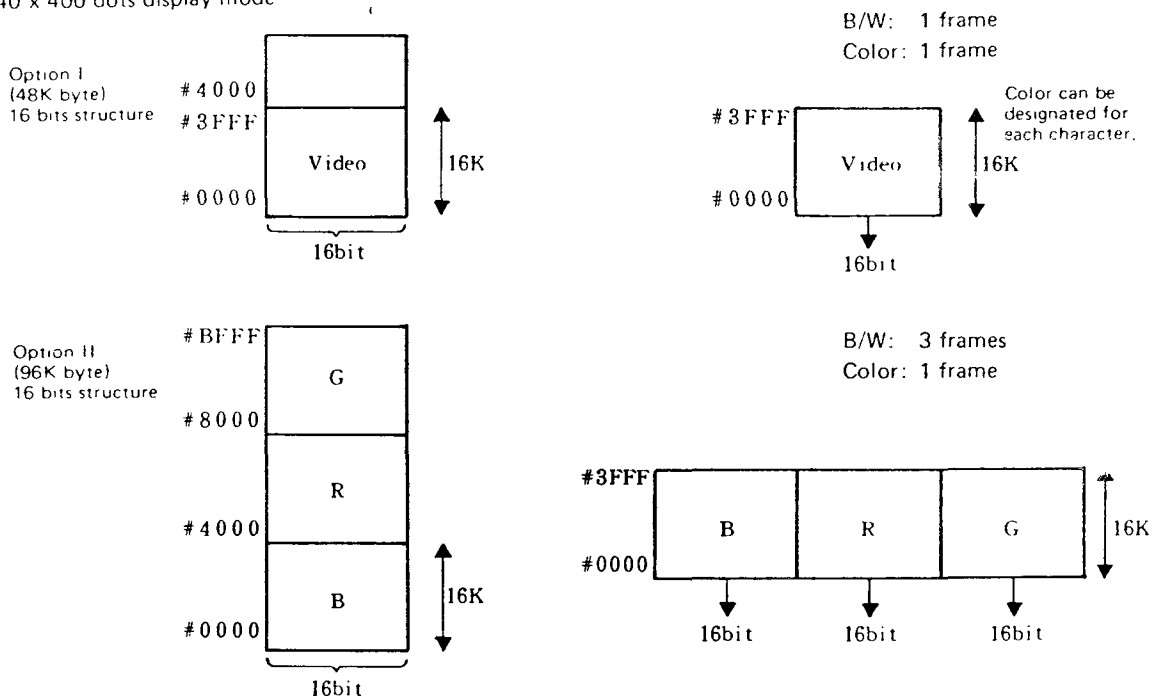 40 x 400 dots display mode
B/W: 1 frame
Color: 1 frame
Option I
(48K byte)
16 bits structure
#4000
#3FFF
#0000
Video
16K
16bit
#3FFF
#0000
Video
16K
16bit
Color can be
designated for
each character.
Option II
(96K byte)
16 bits structure
#BFFF
G
#8000
R
#4000
B
#0000
16K
16bit
B/W: 3 frames
Color: 1 frame
#3FFF
#0000
B R G
16K
16bit 16bit 16bit